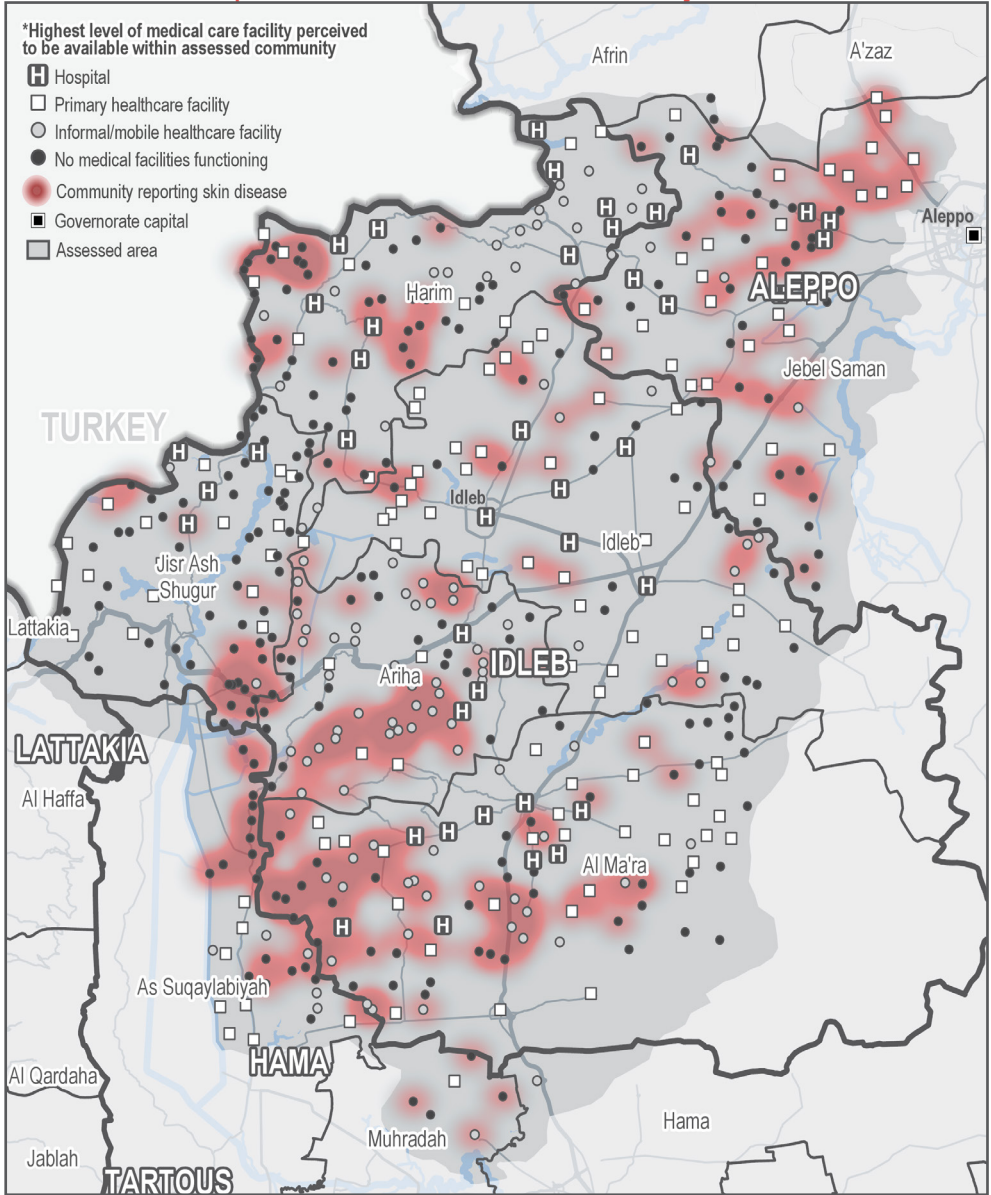 *Highest level of medical care facility perceived
to be available within assessed community
H Hospital
Primary healthcare facility
Informal/mobile healthcare facility
No medical facilities functioning
Community reporting skin disease
Governorate capital
Assessed area
Afrin
A'zaz
Aleppo
Harim
ALEPPO
Jebel Saman
TURKEY
Idleb
Idleb
Jisr Ash
Shugur
Lattakia
IDLEB
Ariha
LATTAKIA
Al Haffa
Al Ma'ra
As Suqaylabiyah
HAMA
Al Qardaha
Hama
Muhradah
Jablah
TARTOUS